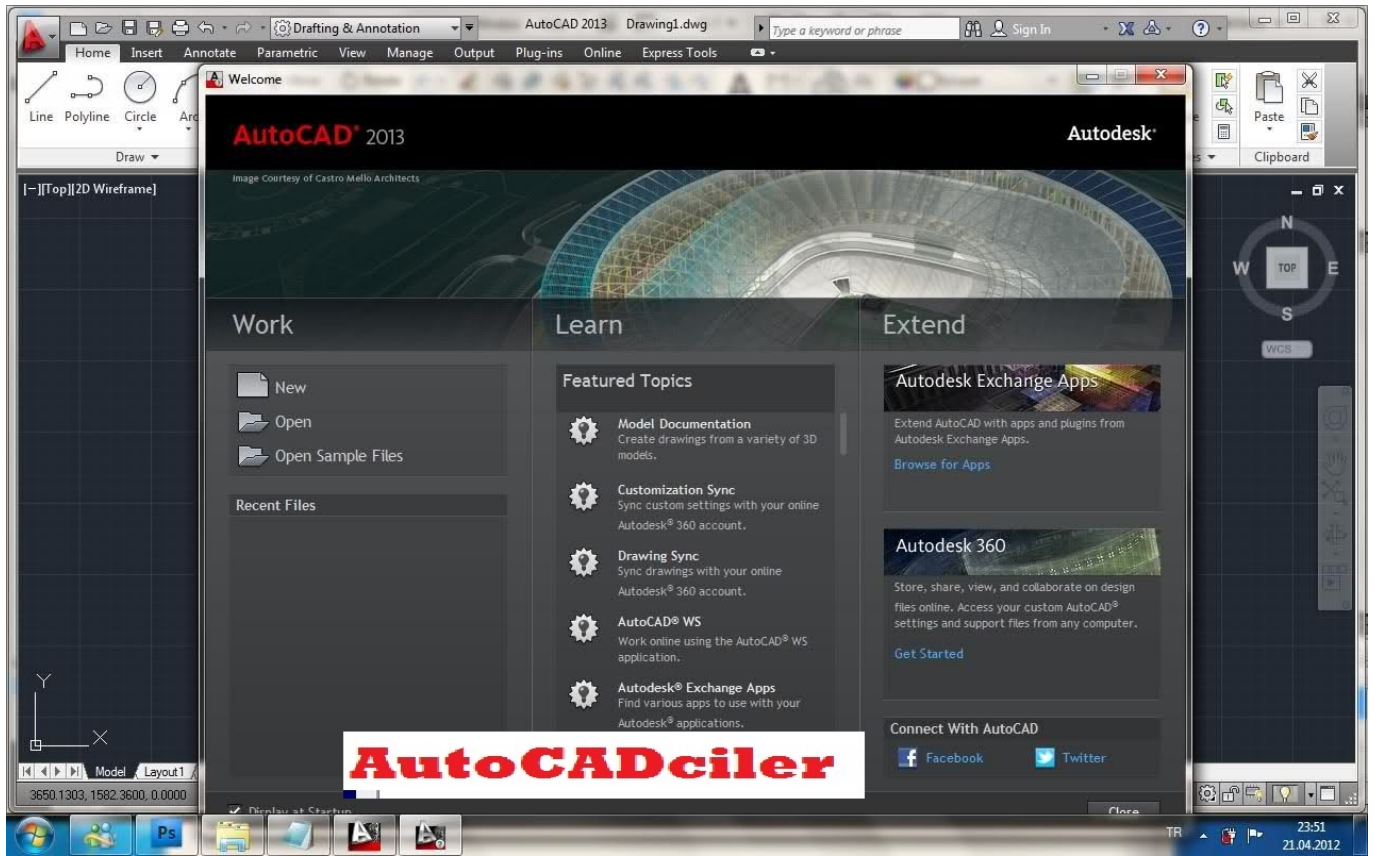 Drafting & Annotation
AutoCAD 2013 Drawing1.dwg
Type a keyword or phrase
Sign In
Home Insert Annotate Parametric View Manage Output Plug-ins Online Express Tools
Welcome
Line Polyline Circle
Paste
Draw
Clipboard
AutoCAD® 2013
Autodesk®
Image Courtesy of Castro Mello Architects
[−][Top][2D Wireframe]
N
W TOP E
S
WCS
Work
Learn
Extend
New
Open
Open Sample Files
Recent Files
Featured Topics
Model Documentation
Create drawings from a variety of 3D
models.
Customization Sync
Sync custom settings with your online
Autodesk® 360 account.
Drawing Sync
Sync drawings with your online
Autodesk® 360 account.
AutoCAD® WS
Work online using the AutoCAD® WS
application.
Autodesk® Exchange Apps
Find various apps to use with your
Autodesk® applications.
Autodesk Exchange Apps
Extend AutoCAD with apps and plugins from
Autodesk Exchange Apps.
Browse for Apps
Autodesk 360
Store, share, view, and collaborate on design
files online. Access your custom AutoCAD®
settings and support files from any computer.
Get Started
Connect With AutoCAD
Facebook Twitter
AutoCADciler
Y
X
Model Layout1
3650.1303, 1582.3600, 0.0000
Display at Startup
Close
Ps
TR
23:51
21.04.2012